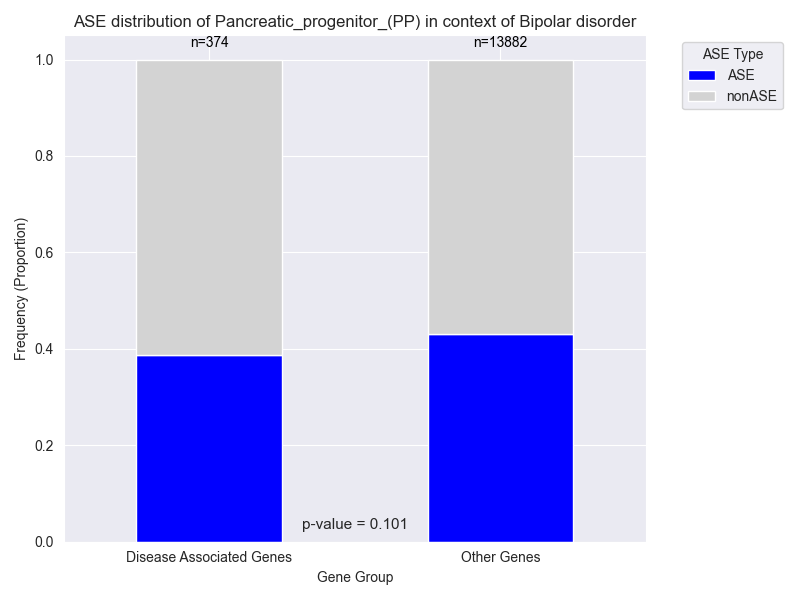 ASE distribution of Pancreatic_progenitor_(PP) in context of Bipolar disorder
n=374
n=13882
ASE Type
ASE
nonASE
1.0
0.8
0.6
0.4
0.2
0.0
Frequency (Proportion)
p-value = 0.101
Disease Associated Genes
Other Genes
Gene Group